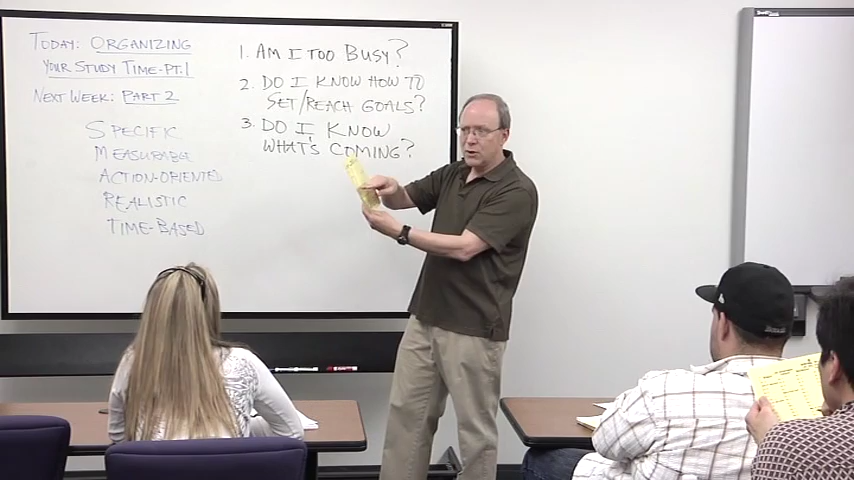 TODAY: ORGANIZING
YOUR STUDY TIME-PT.1
NEXT WEEK: PART 2
SPECIFIC
MEASURABLE
ACTION-ORIENTED
REALISTIC
TIME-BASED
1. AM I TOO BUSY?
2. DO I KNOW HOW TO
SET/REACH GOALS?
3. DO I KNOW
WHAT'S COMING?